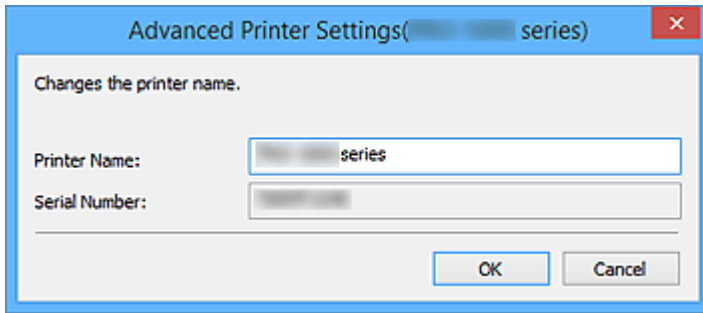 Advanced Printer Settings( series)
Changes the printer name.
Printer Name: series
Serial Number:
OK Cancel